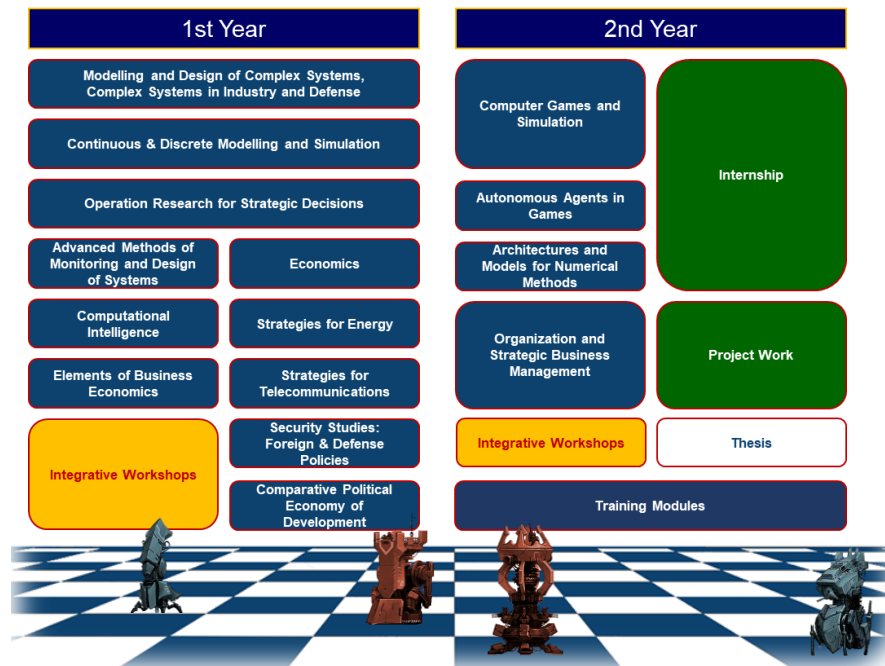 1st Year
Modelling and Design of Complex Systems,
Complex Systems in Industry and Defense
Continuous & Discrete Modelling and Simulation
Operation Research for Strategic Decisions
Advanced Methods of
Monitoring and Design
of Systems
Economics
Computational
Intelligence
Strategies for Energy
Elements of Business
Economics
Strategies for
Telecommunications
Integrative Workshops
Security Studies:
Foreign & Defense
Policies
Comparative Political
Economy of
Development
2nd Year
Computer Games and
Simulation
Internship
Autonomous Agents in
Games
Architectures and
Models for Numerical
Methods
Organization and
Strategic Business
Management
Project Work
Integrative Workshops
Thesis
Training Modules